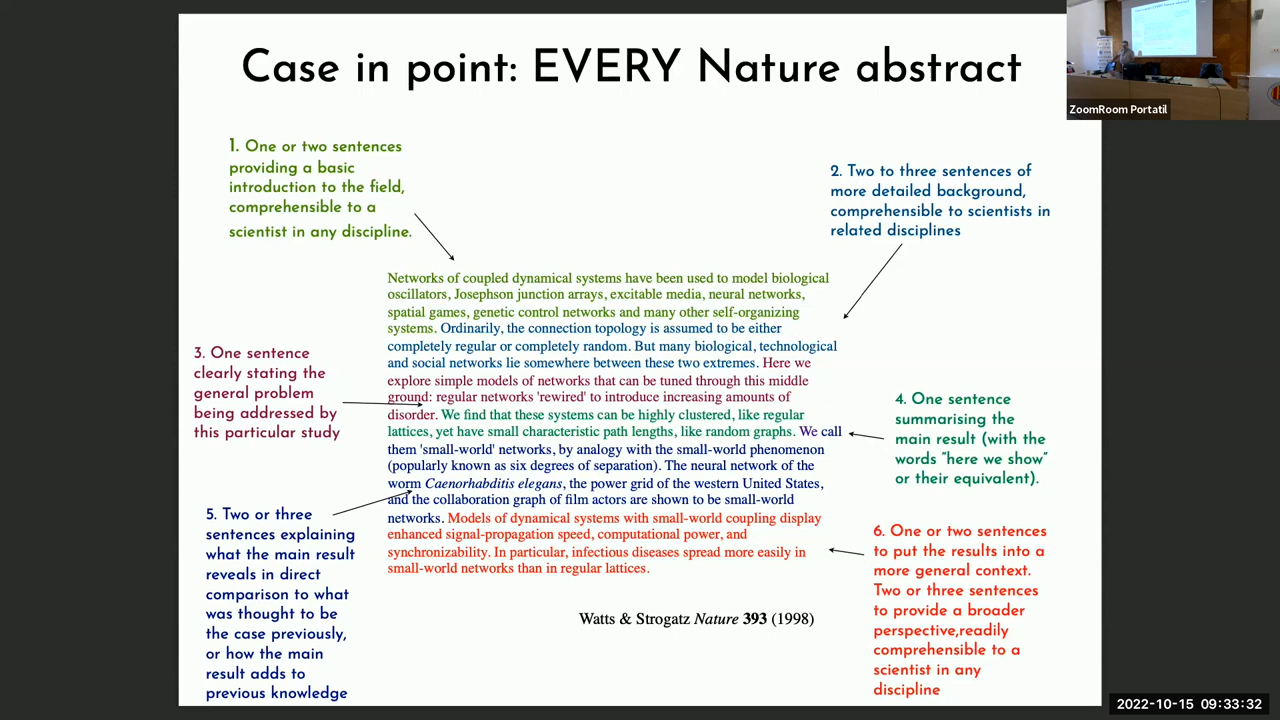 Case in point: EVERY Nature abstract
ZoomRoom Portatil
1. One or two sentences
providing a basic
introduction to the field,
comprehensible to a
scientist in any discipline.
2. Two to three sentences of
more detailed background,
comprehensible to scientists in
related disciplines
Networks of coupled dynamical systems have been used to model biological
oscillators, Josephson junction arrays, excitable media, neural networks,
spatial games, genetic control networks and many other self-organizing
systems. Ordinarily, the connection topology is assumed to be either
completely regular or completely random. But many biological, technological
and social networks lie somewhere between these two extremes. Here we
explore simple models of networks that can be tuned through this middle
ground: regular networks 'rewired' to introduce increasing amounts of
disorder. We find that these systems can be highly clustered, like regular
lattices, yet have small characteristic path lengths, like random graphs. We call
them 'small-world' networks, by analogy with the small-world phenomenon
(popularly known as six degrees of separation). The neural network of the
worm Caenorhabditis elegans, the power grid of the western United States,
and the collaboration graph of film actors are shown to be small-world
networks. Models of dynamical systems with small-world coupling display
enhanced signal-propagation speed, computational power, and
synchronizability. In particular, infectious diseases spread more easily in
small-world networks than in regular lattices.
3. One sentence
clearly stating the
general problem
being addressed by
this particular study
4. One sentence
summarising the
main result (with the
words “here we show”
or their equivalent).
5. Two or three
sentences explaining
what the main result
reveals in direct
comparison to what
was thought to be
the case previously,
or how the main
result adds to
previous knowledge
6. One or two sentences
to put the results into a
more general context.
Two or three sentences
to provide a broader
perspective,readily
comprehensible to a
scientist in any
discipline
Watts & Strogatz Nature 393 (1998)
2022-10-15 09:33:32